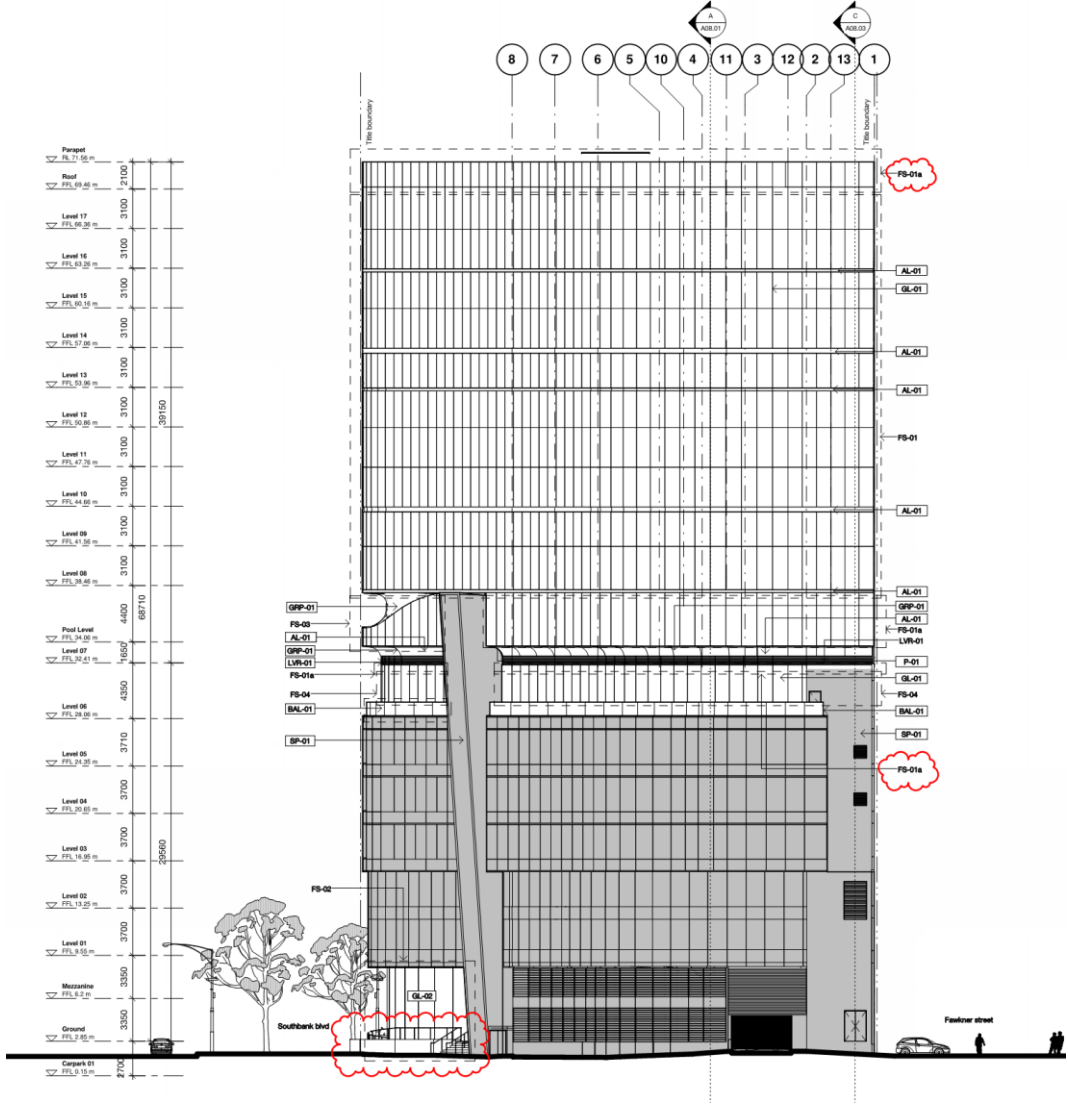 A
A08.01
C
A08.03
8
7
6
5
10
4
11
3
12
2
13
1
Title boundary
Title boundary
Parapet
RL 71.56 m
2100
Roof
FFL 69.46 m
3100
Level 17
FFL 66.36 m
3100
Level 16
FFL 63.26 m
3100
Level 15
FFL 60.16 m
3100
Level 14
FFL 57.06 m
3100
Level 13
FFL 53.96 m
3100
Level 12
FFL 50.86 m
3100
Level 11
FFL 47.76 m
3100
Level 10
FFL 44.66 m
3100
Level 09
FFL 41.56 m
3100
Level 08
FFL 38.46 m
4400
Pool Level
FFL 34.06 m
1650
Level 07
FFL 32.41 m
4350
Level 06
FFL 28.06 m
3710
Level 05
FFL 24.35 m
3700
Level 04
FFL 20.65 m
3700
Level 03
FFL 16.95 m
3700
Level 02
FFL 13.25 m
3700
Level 01
FFL 9.55 m
3350
Mezzanine
FFL 6.2 m
3350
Ground
FFL 2.85 m
2700
Carpark 01
FFL 0.15 m
39150
68710
29560
FS-01a
AL-01
GL-01
AL-01
AL-01
FS-01
AL-01
AL-01
GRP-01
AL-01
FS-01a
LVR-01
P-01
GL-01
FS-04
BAL-01
SP-01
FS-01a
GRP-01
FS-03
AL-01
GRP-01
LVR-01
FS-01a
FS-04
BAL-01
SP-01
FS-02
GL-02
Southbank blvd
Fawkner street